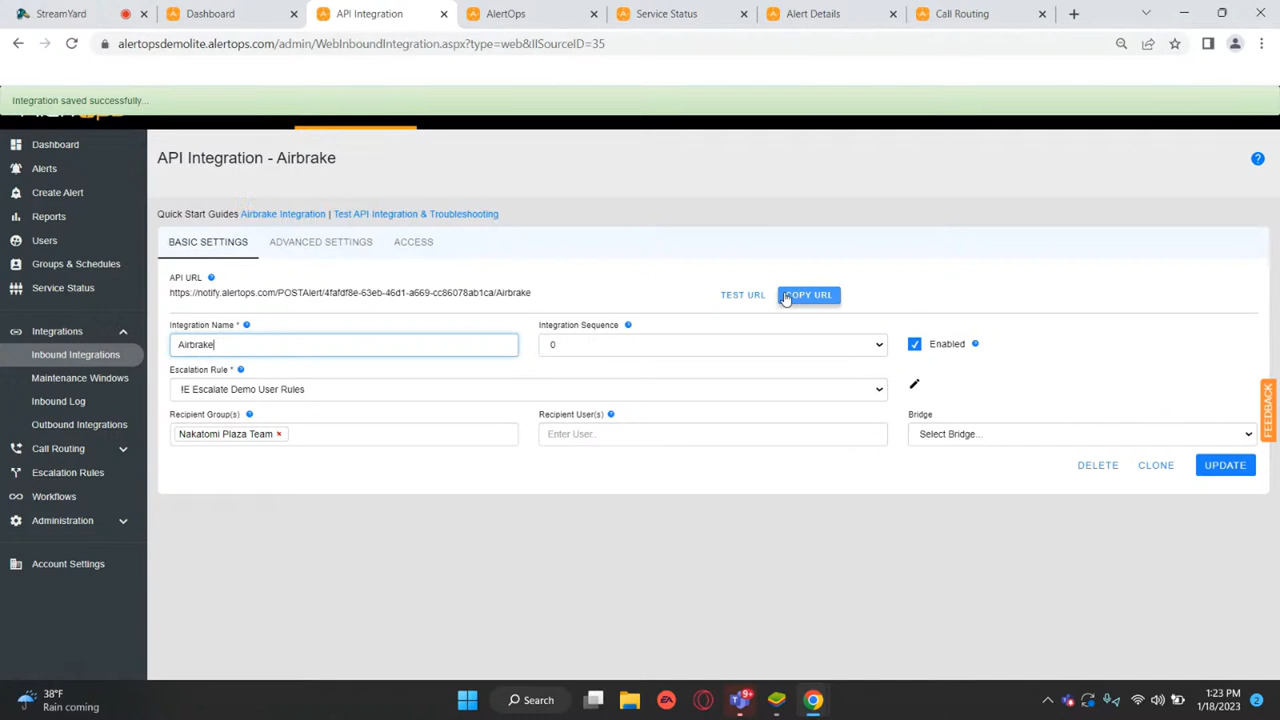 StreamYard
Dashboard
API Integration
AlertOps
Service Status
Alert Details
Call Routing
alertopsdemolite.alertops.com/admin/WebInboundIntegration.aspx?type=web&IISourceID=35
Integration saved successfully...
Dashboard
Alerts
Create Alert
Reports
Users
Groups & Schedules
Service Status
Integrations
Inbound Integrations
Maintenance Windows
Inbound Log
Outbound Integrations
Call Routing
Escalation Rules
Workflows
Administration
Account Settings
API Integration - Airbrake
Quick Start Guides Airbrake Integration | Test API Integration & Troubleshooting
BASIC SETTINGS ADVANCED SETTINGS ACCESS
API URL
https://notify.alertops.com/POSTAlert/4fafdf8e-63eb-46d1-a669-cc86078ab1ca/Airbrake
TEST URL
COPY URL
Integration Name *
Integration Sequence
Airbrake
0
Enabled
Escalation Rule *
!E Escalate Demo User Rules
Recipient Group(s)
Recipient User(s)
Bridge
Nakatomi Plaza Team ×
Enter User..
Select Bridge...
DELETE
CLONE
UPDATE
FEEDBACK
38°F
Rain coming
Search
9+
1:23 PM
1/18/2023
2